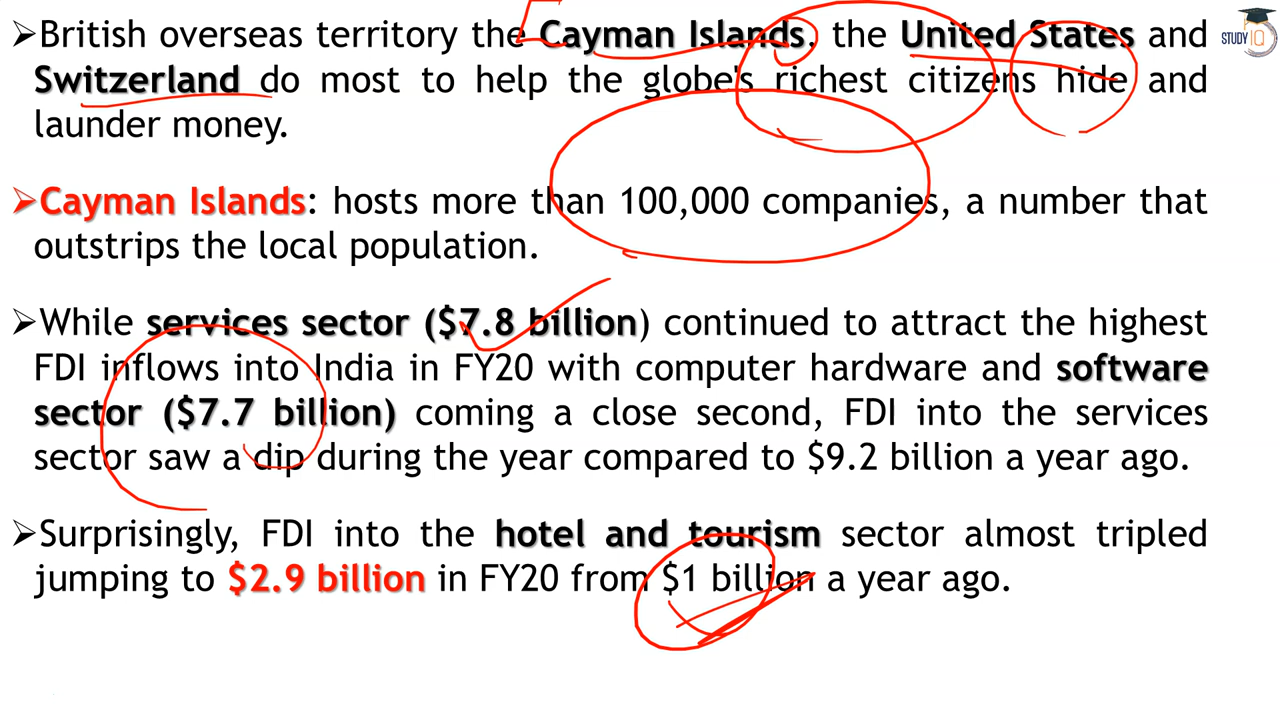 ➢British overseas territory the Cayman Islands, the United States and
Switzerland do most to help the globe's richest citizens hide and
launder money.
➢Cayman Islands: hosts more than 100,000 companies, a number that
outstrips the local population.
➢While services sector ($7.8 billion) continued to attract the highest
FDI inflows into India in FY20 with computer hardware and software
sector ($7.7 billion) coming a close second, FDI into the services
sector saw a dip during the year compared to $9.2 billion a year ago.
➢Surprisingly, FDI into the hotel and tourism sector almost tripled
jumping to $2.9 billion in FY20 from $1 billion a year ago.
STUDY IQ